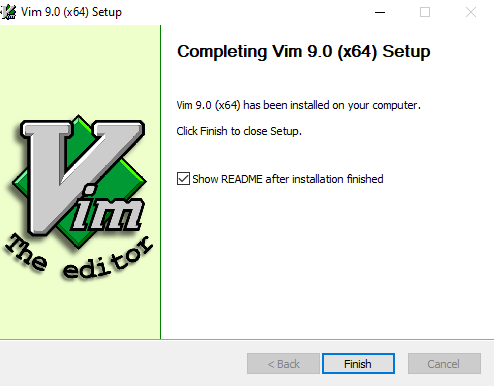 Vim 9.0 (x64) Setup
Completing Vim 9.0 (x64) Setup
Vim 9.0 (x64) has been installed on your computer.
Click Finish to close Setup.
Show README after installation finished
Vim
The editor
< Back
Finish
Cancel